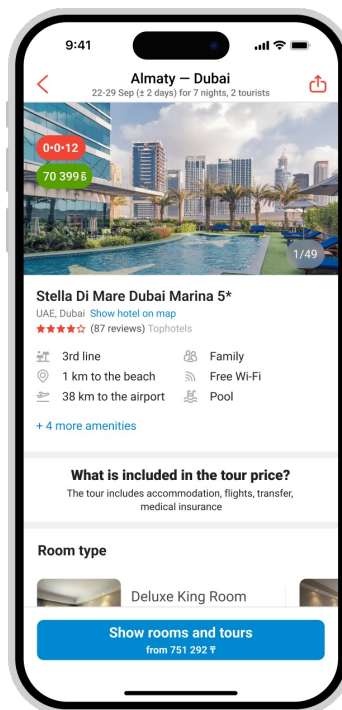 9:41
Almaty — Dubai
22-29 Sep (± 2 days) for 7 nights, 2 tourists
0•0•12
70 399 Б
1/49
Stella Di Mare Dubai Marina 5*
UAE, Dubai Show hotel on map
(87 reviews) Tophotels
3rd line
Family
1 km to the beach
Free Wi-Fi
38 km to the airport
Pool
+ 4 more amenities
What is included in the tour price?
The tour includes accommodation, flights, transfer,
medical insurance
Room type
Deluxe King Room
Show rooms and tours
from 751 292 ₸